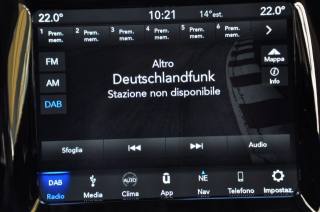 22.0° 10:21 14°est. 22.0°
1 Prem. mem. 2 Prem. mem. 3 Prem. mem. 4 Prem. mem. 5 Prem. mem. 6 Prem. mem.
FM
Altro
Mappa
Deutschlandfunk
Info
AM
Stazione non disponibile
DAB
Sfoglia Audio
DAB AUTO ū NE
Radio Media Clima App Nav Telefono Impostaz.